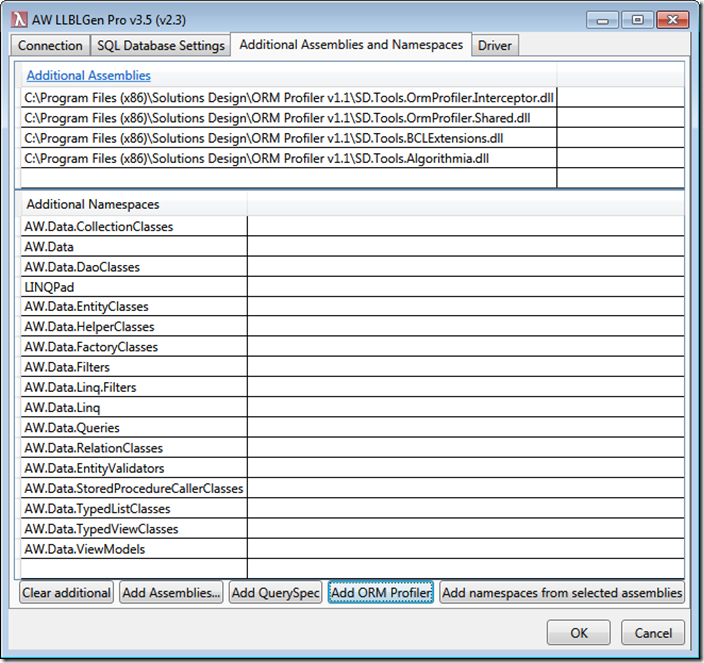 AW LLBLGen Pro v3.5 (v2.3)
Connection SQL Database Settings Additional Assemblies and Namespaces Driver
Additional Assemblies
C:\Program Files (x86)\Solutions Design\ORM Profiler v1.1\SD.Tools.OrmProfiler.Interceptor.dll
C:\Program Files (x86)\Solutions Design\ORM Profiler v1.1\SD.Tools.OrmProfiler.Shared.dll
C:\Program Files (x86)\Solutions Design\ORM Profiler v1.1\SD.Tools.BCLExtensions.dll
C:\Program Files (x86)\Solutions Design\ORM Profiler v1.1\SD.Tools.Algorithmia.dll
Additional Namespaces
AW.Data.CollectionClasses
AW.Data
AW.Data.DaoClasses
LINQPad
AW.Data.EntityClasses
AW.Data.HelperClasses
AW.Data.FactoryClasses
AW.Data.Filters
AW.Data.Linq.Filters
AW.Data.Linq
AW.Data.Queries
AW.Data.RelationClasses
AW.Data.EntityValidators
AW.Data.StoredProcedureCallerClasses
AW.Data.TypedListClasses
AW.Data.TypedViewClasses
AW.Data.ViewModels
Clear additional Add Assemblies... Add QuerySpec Add ORM Profiler Add namespaces from selected assemblies
OK Cancel